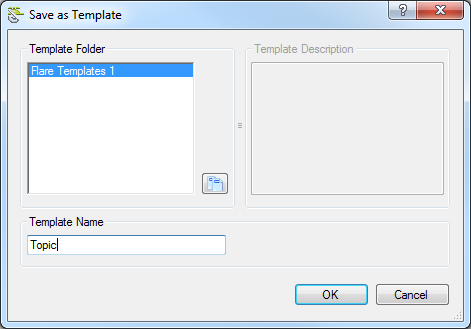 Save as Template
?
Template Folder
Template Description
Flare Templates 1
Template Name
Topic
OK
Cancel